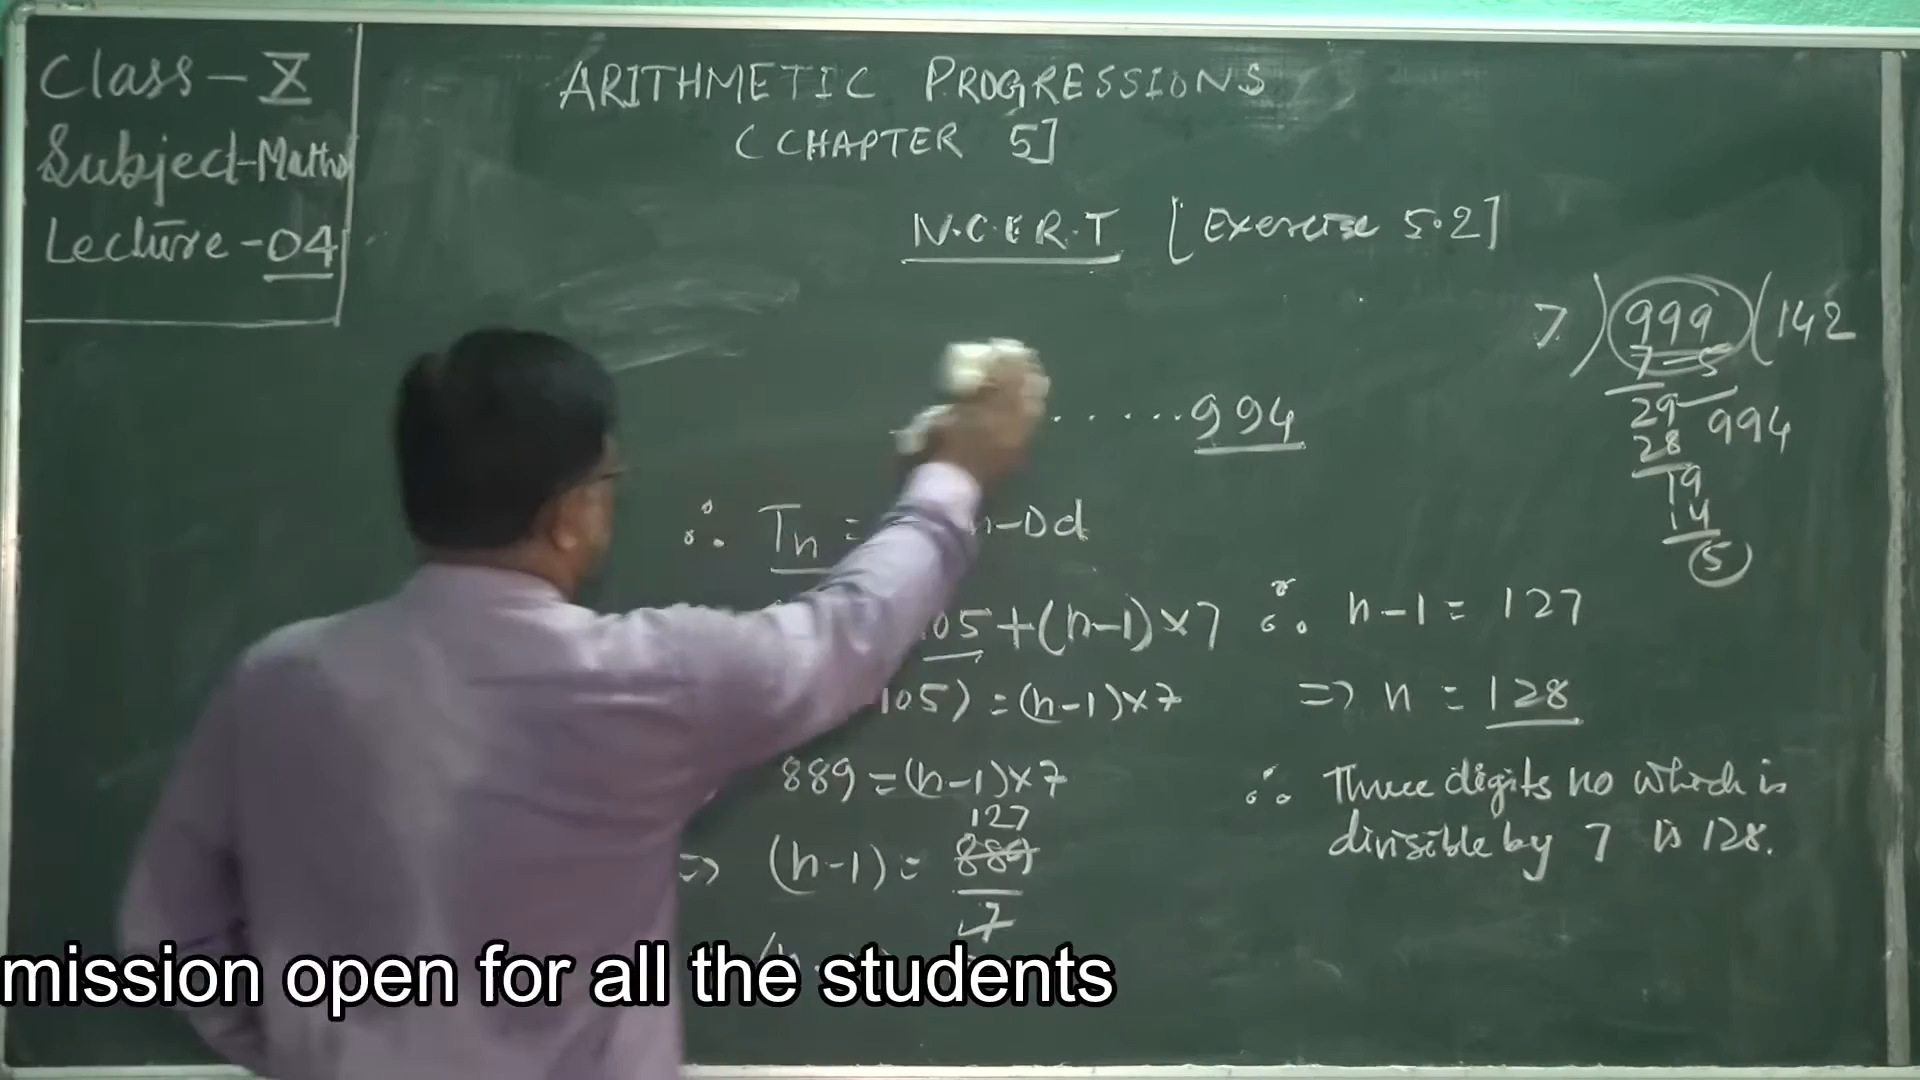 Class - X
Subject - Maths
Lecture - 04
ARITHMETIC PROGRESSIONS
(CHAPTER 5]
N.C.E.R.T [Exercise 5.2]
7)999(142
7 = 5
29 994
28
19
14
5
......994
∴ Tn = n-1)d
05+(n-1)×7
105) = (n-1)×7
889 = (n-1)×7
127
=> (n-1) = 889
7
∴ n-1 = 127
=> n = 128
∴ Three digits no which is
divisible by 7 is 128.
mission open for all the students